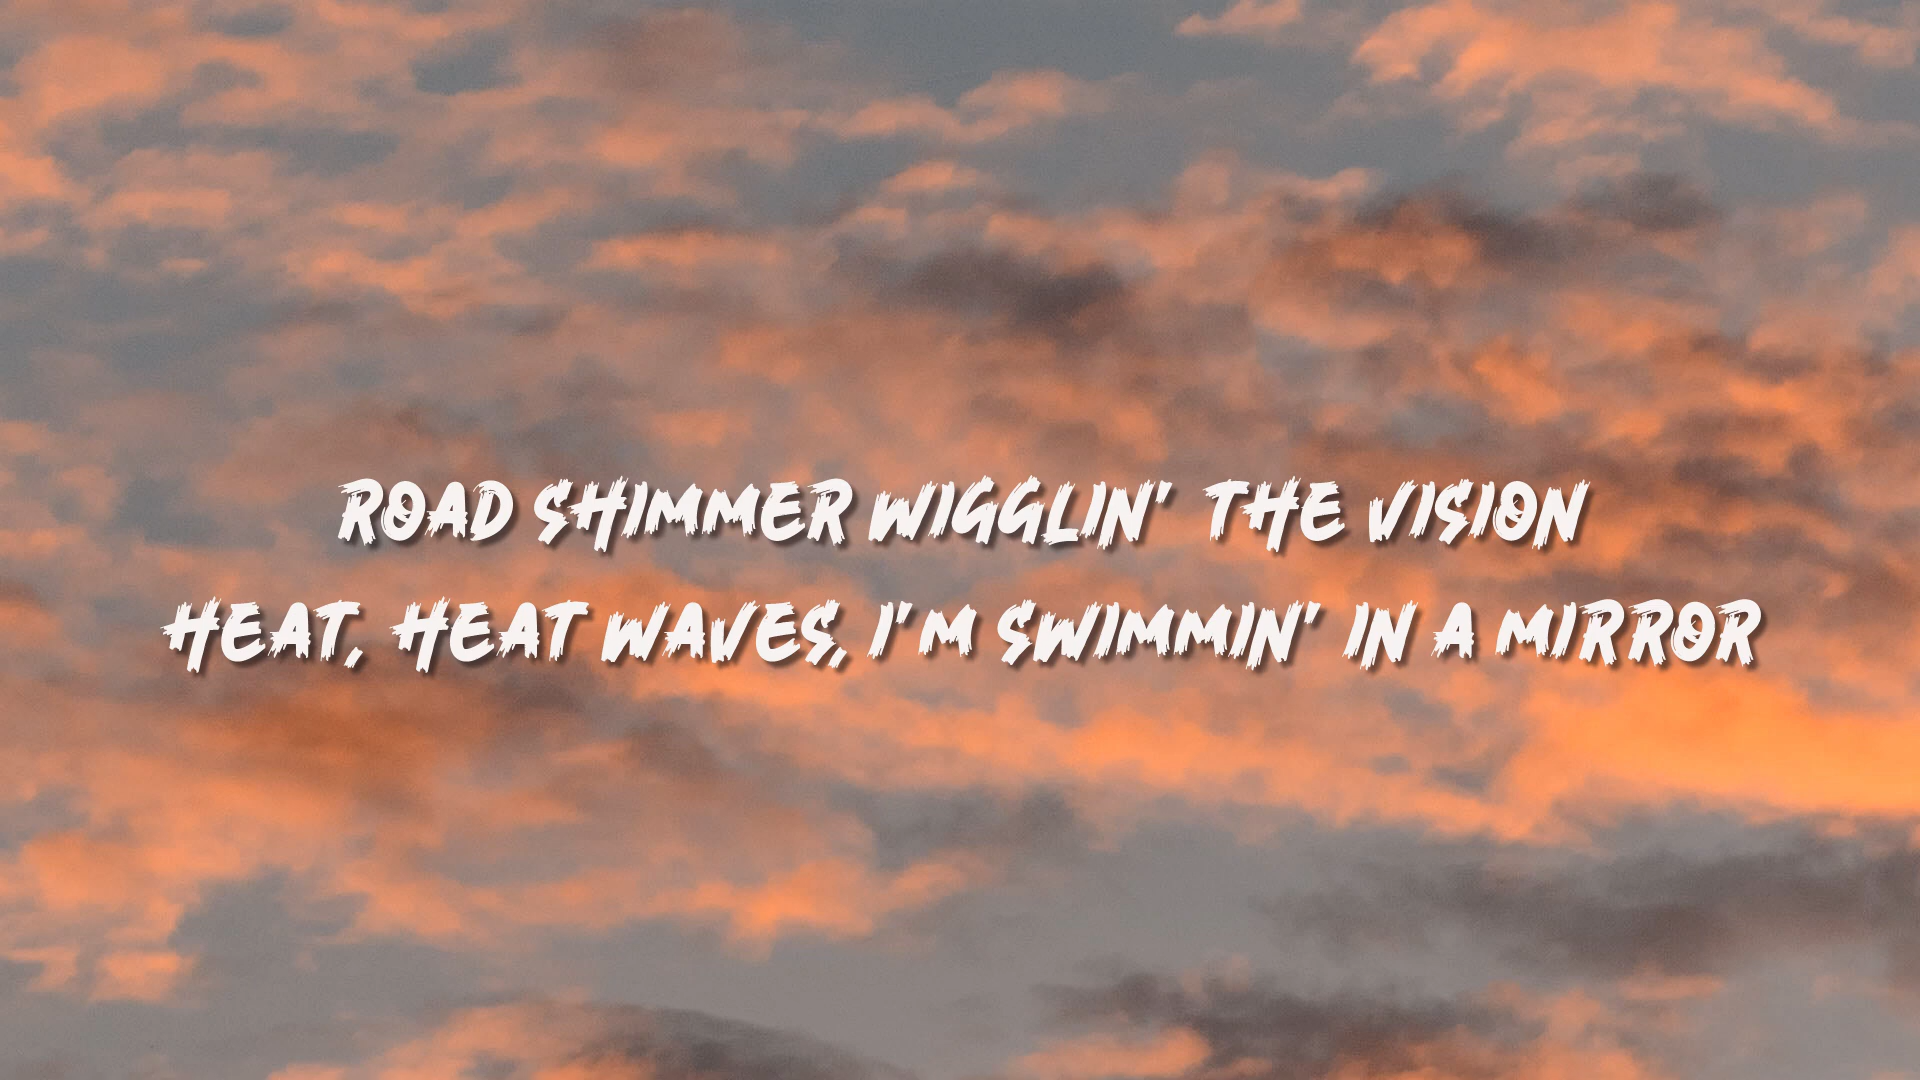 ROAD SHIMMER WIGGLIN' THE VISION
HEAT, HEAT WAVES, I'M SWIMMIN' IN A MIRROR